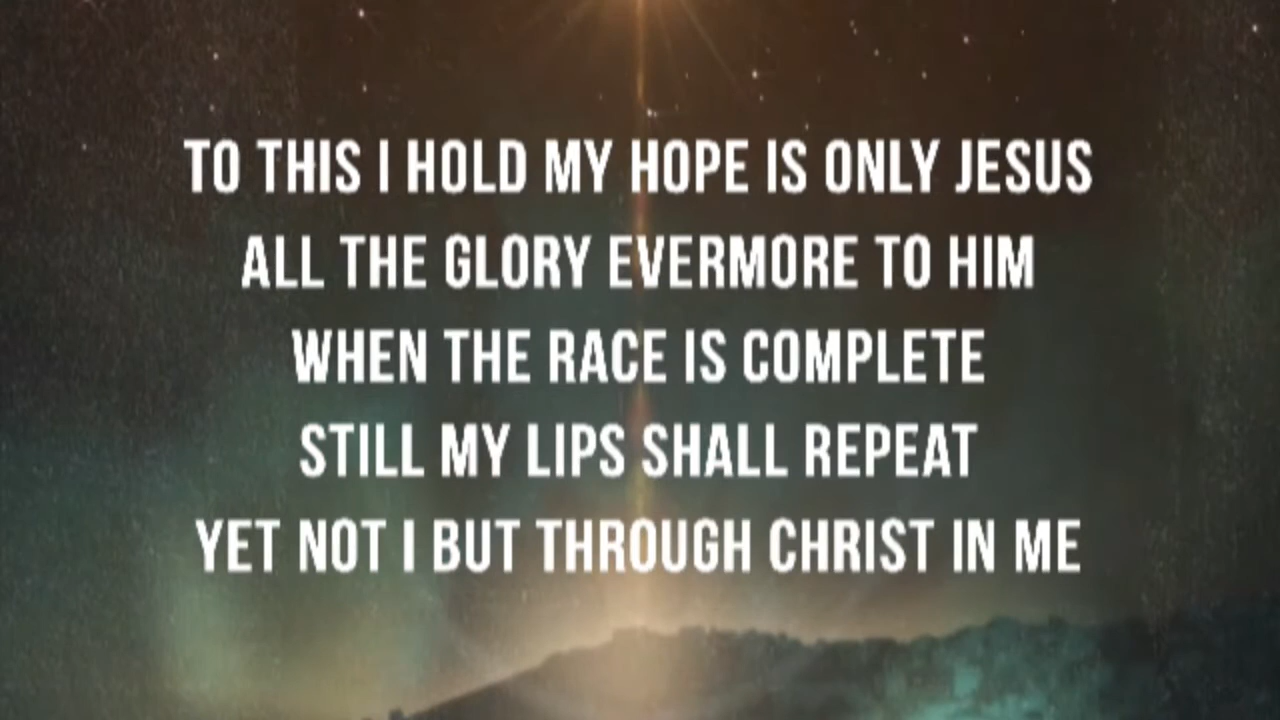 TO THIS I HOLD MY HOPE IS ONLY JESUS
ALL THE GLORY EVERMORE TO HIM
WHEN THE RACE IS COMPLETE
STILL MY LIPS SHALL REPEAT
YET NOT I BUT THROUGH CHRIST IN ME